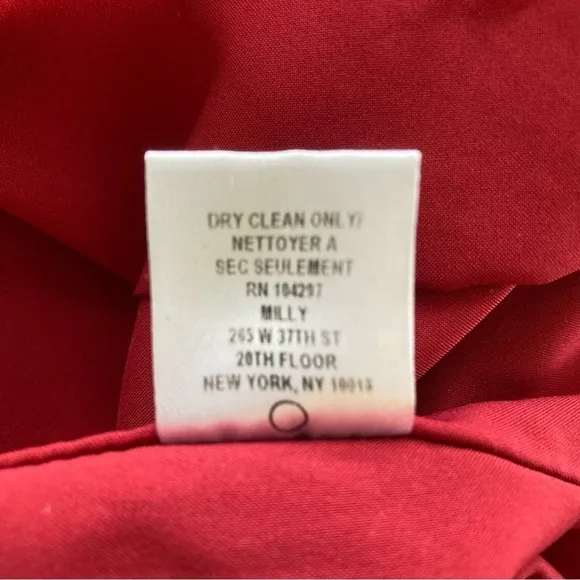 DRY CLEAN ONLY/
NETTOYER A
SEC SEULEMENT
RN 104297
MILLY
265 W 37TH ST
20TH FLOOR
NEW YORK, NY 10018